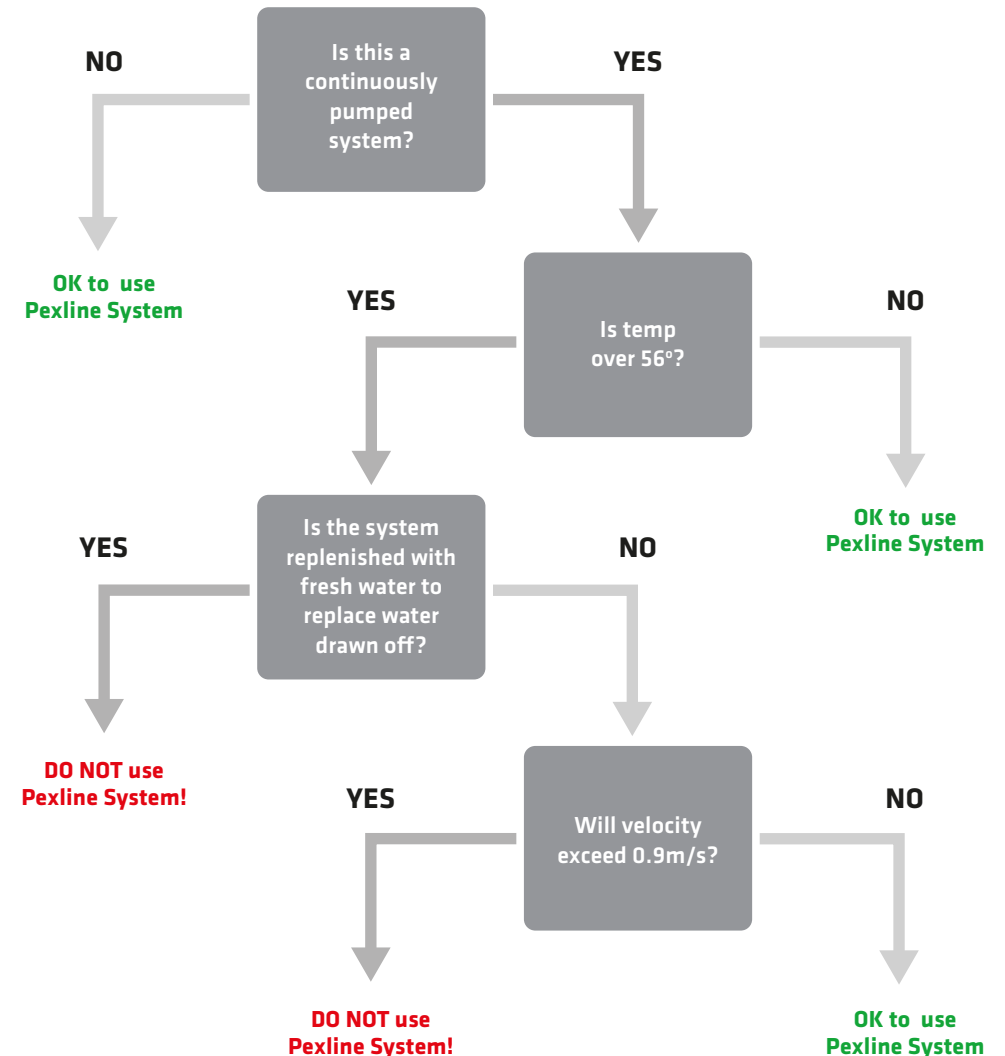 NO
Is this a
continuously
pumped
system?
YES
OK to use
Pexline System
YES
Is temp
over 56º?
NO
OK to use
Pexline System
YES
Is the system
replenished with
fresh water to
replace water
drawn off?
NO
DO NOT use
Pexline System!
YES
Will velocity
exceed 0.9m/s?
NO
DO NOT use
Pexline System!
OK to use
Pexline System